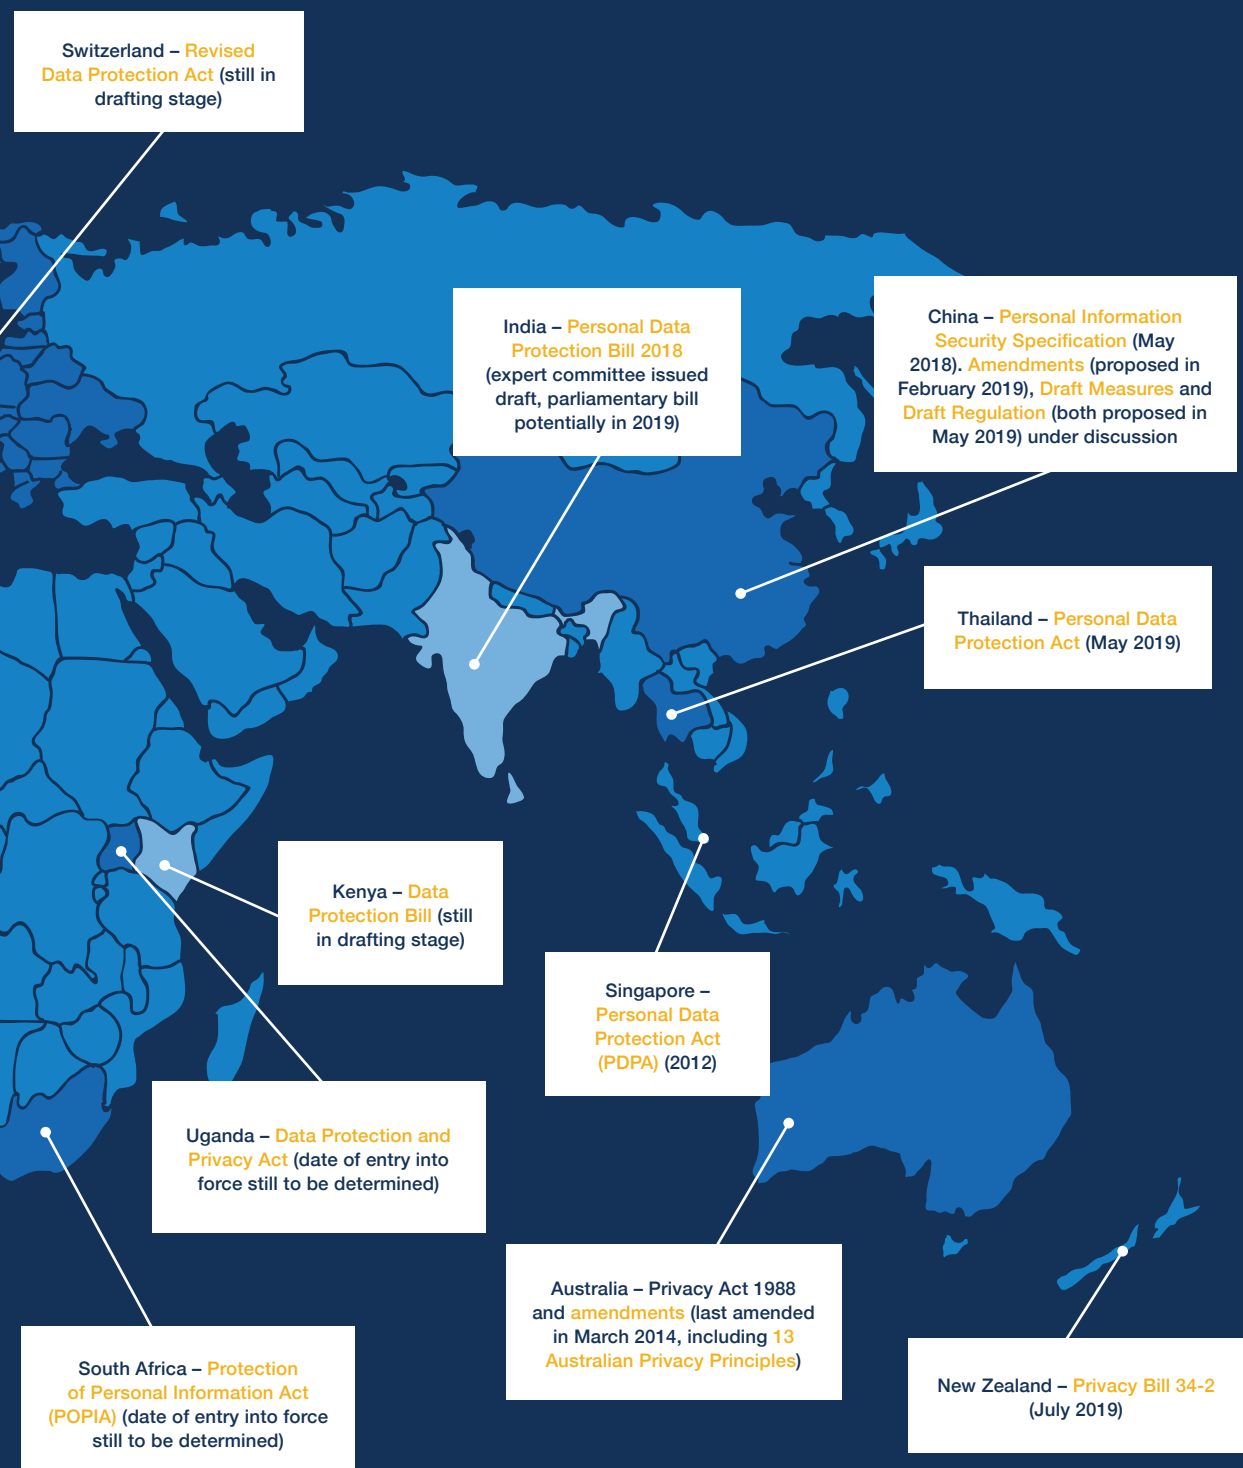 Switzerland – Revised
Data Protection Act (still in
drafting stage)
India – Personal Data
Protection Bill 2018
(expert committee issued
draft, parliamentary bill
potentially in 2019)
China – Personal Information
Security Specification (May
2018). Amendments (proposed in
February 2019), Draft Measures and
Draft Regulation (both proposed in
May 2019) under discussion
Thailand – Personal Data
Protection Act (May 2019)
Kenya – Data
Protection Bill (still
in drafting stage)
Singapore –
Personal Data
Protection Act
(PDPA) (2012)
Uganda – Data Protection and
Privacy Act (date of entry into
force still to be determined)
Australia – Privacy Act 1988
and amendments (last amended
in March 2014, including 13
Australian Privacy Principles)
South Africa – Protection
of Personal Information Act
(POPIA) (date of entry into force
still to be determined)
New Zealand – Privacy Bill 34-2
(July 2019)